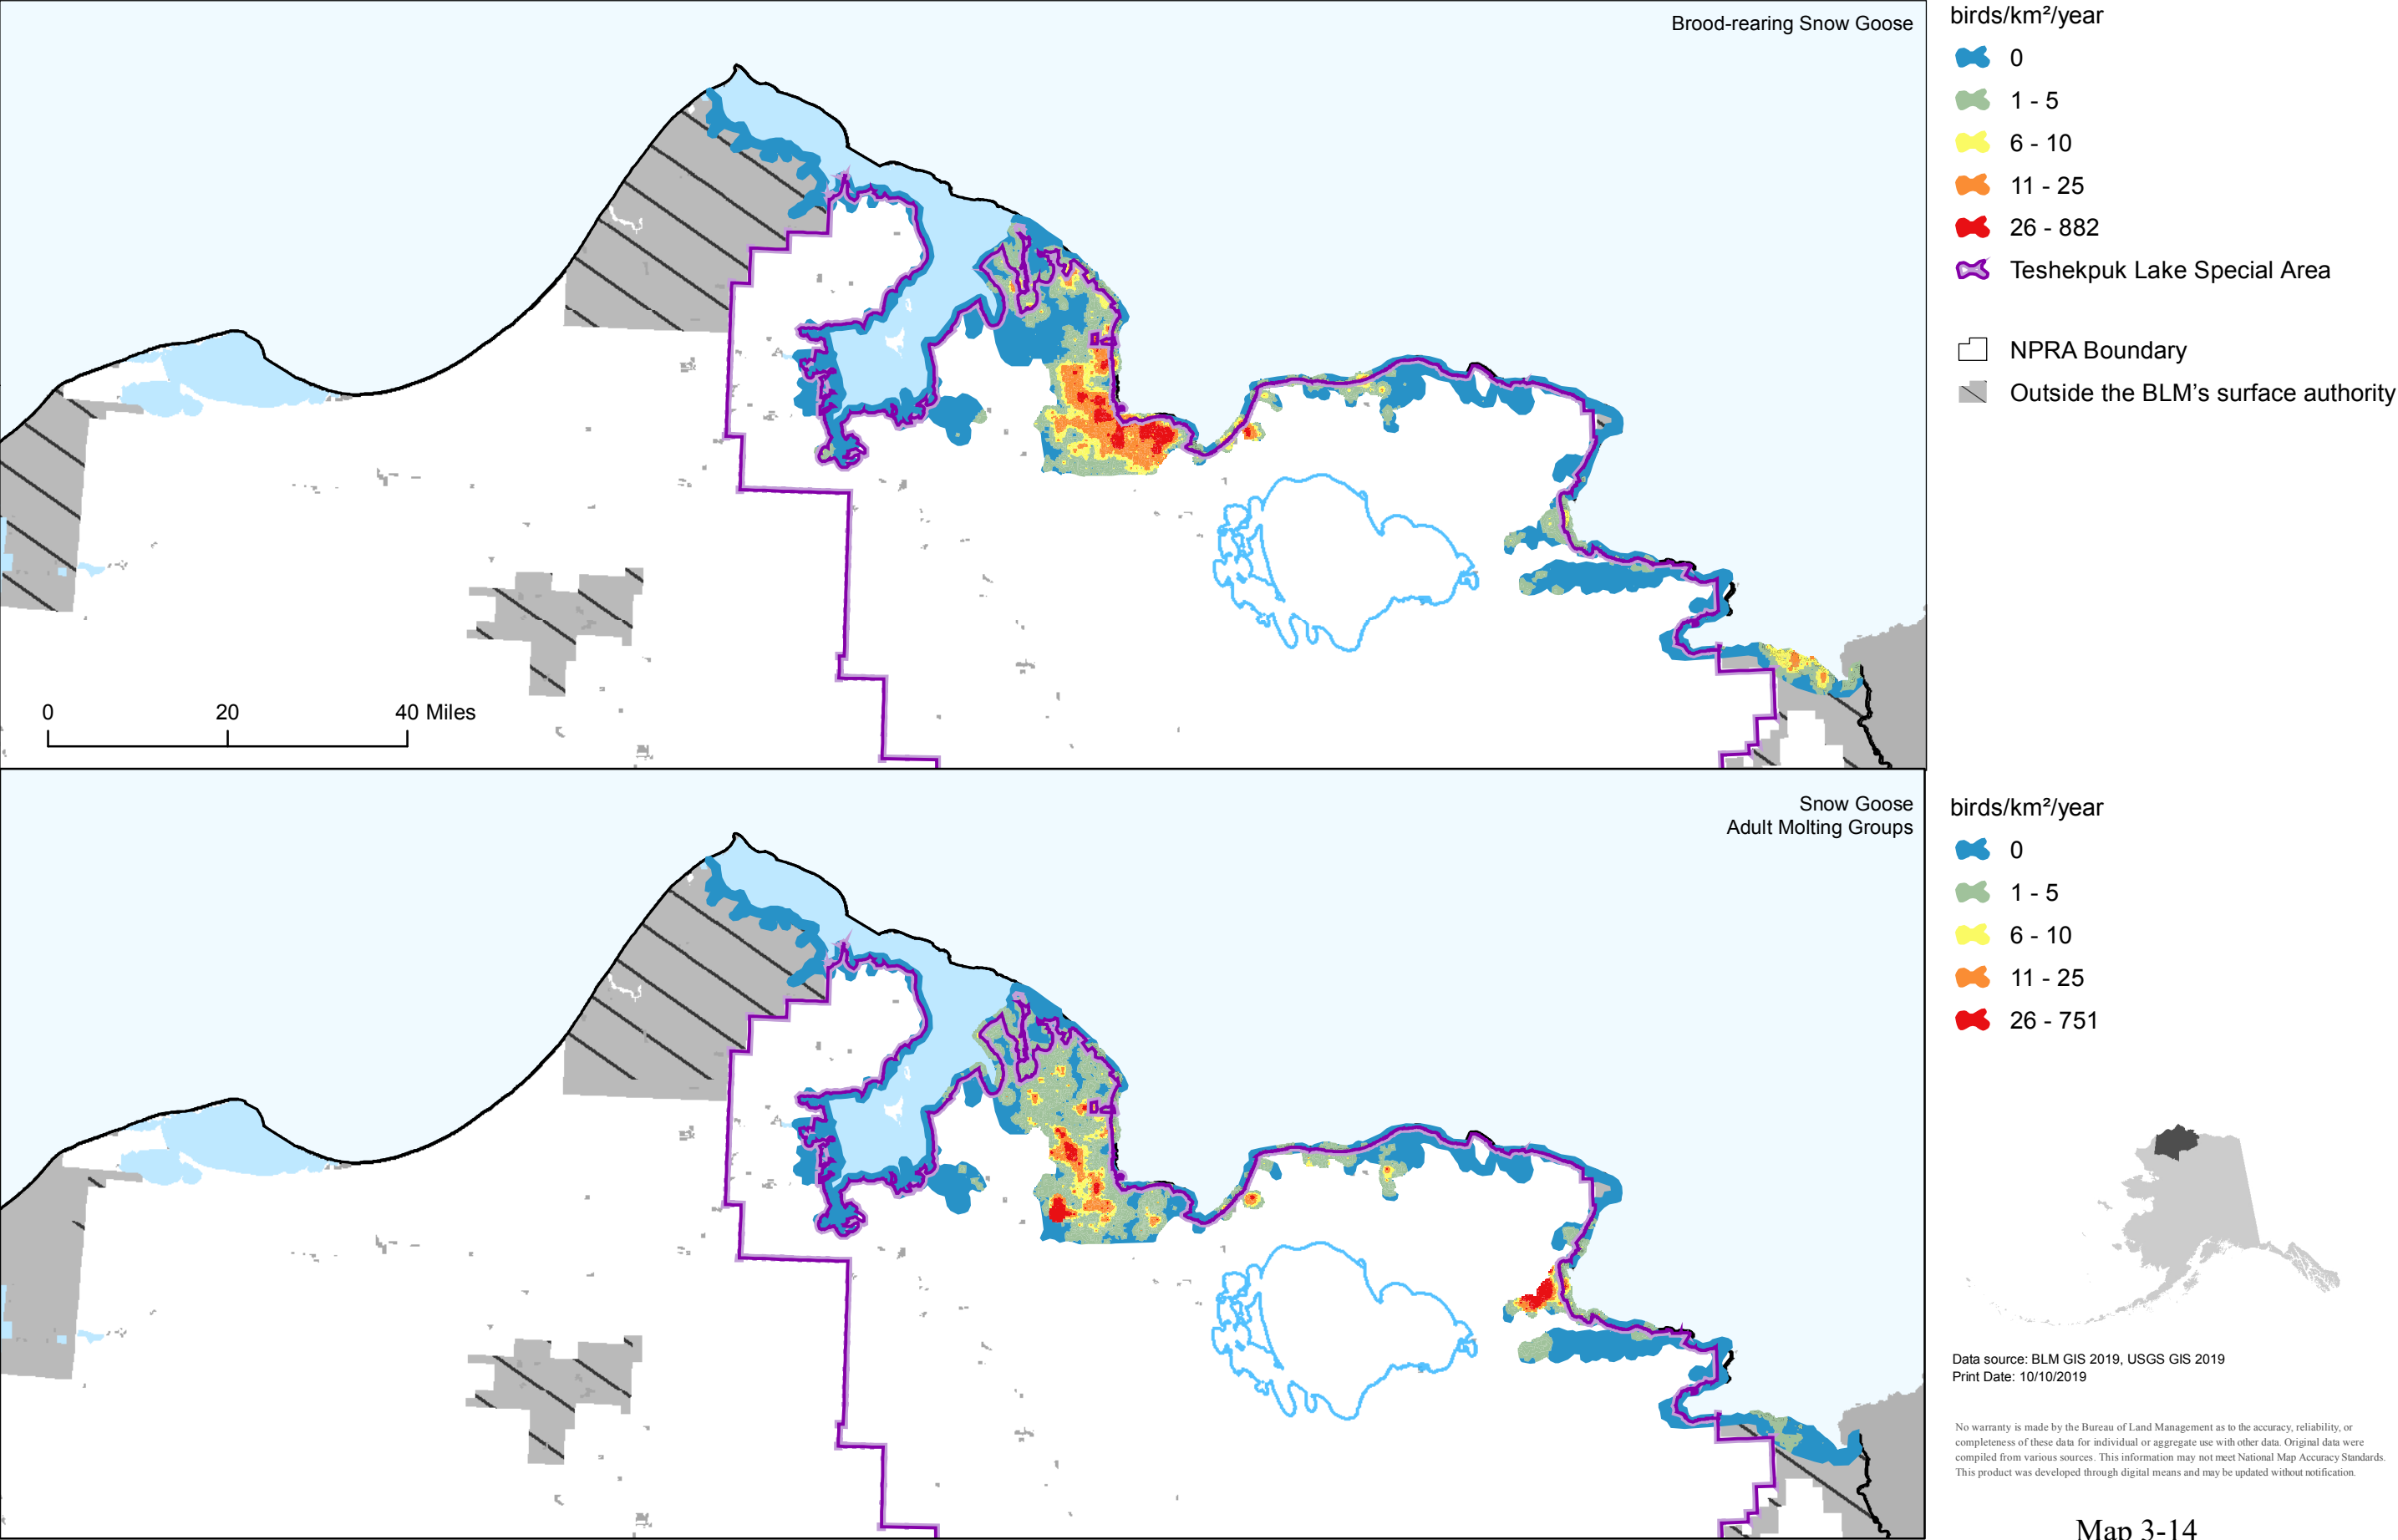 Brood-rearing Snow Goose
0 20 40 Miles
birds/km²/year
0
1 - 5
6 - 10
11 - 25
26 - 882
Teshekpuk Lake Special Area
NPRA Boundary
Outside the BLM's surface authority
Snow Goose
Adult Molting Groups
birds/km²/year
0
1 - 5
6 - 10
11 - 25
26 - 751
Data source: BLM GIS 2019, USGS GIS 2019
Print Date: 10/10/2019
No warranty is made by the Bureau of Land Management as to the accuracy, reliability, or
completeness of these data for individual or aggregate use with other data. Original data were
compiled from various sources. This information may not meet National Map Accuracy Standards.
This product was developed through digital means and may be updated without notification.
Map 3-14